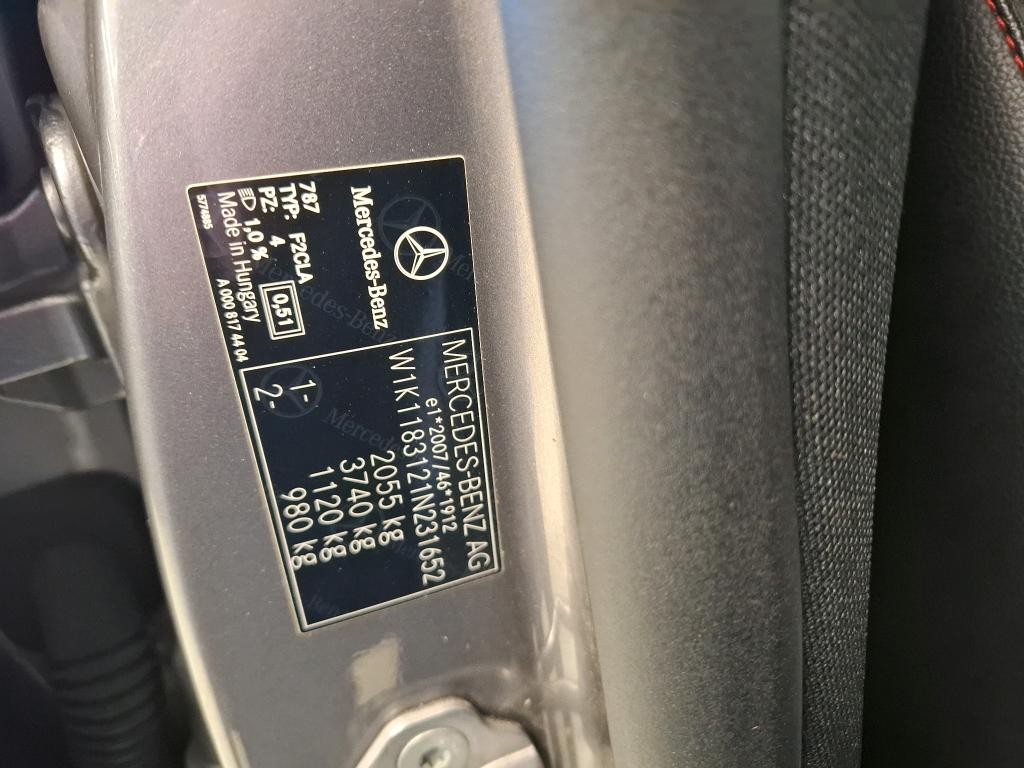 Mercedes-Benz
MERCEDES-BENZ AG
e1*2007/46*1912
W1K1183121N231652
2055 kg
3740 kg
1- 1120 kg
2- 980 kg
787
TYP: F2CLA
PZ: 4
1,0 %
0,51
Made in Hungary
A 000 817 44 04